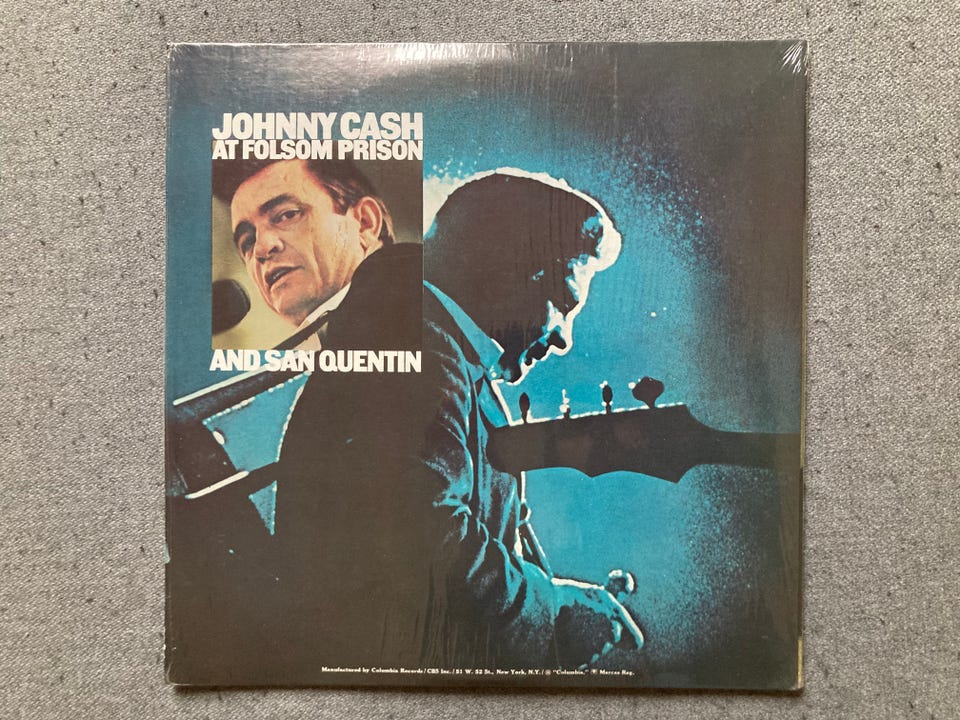 JOHNNY CASH
AT FOLSOM PRISON
AND SAN QUENTIN
Manufactured by Columbia Records / CBS Inc. / 51 W. 52 St., New York, N.Y. / ® "Columbia," ® Marcas Reg.